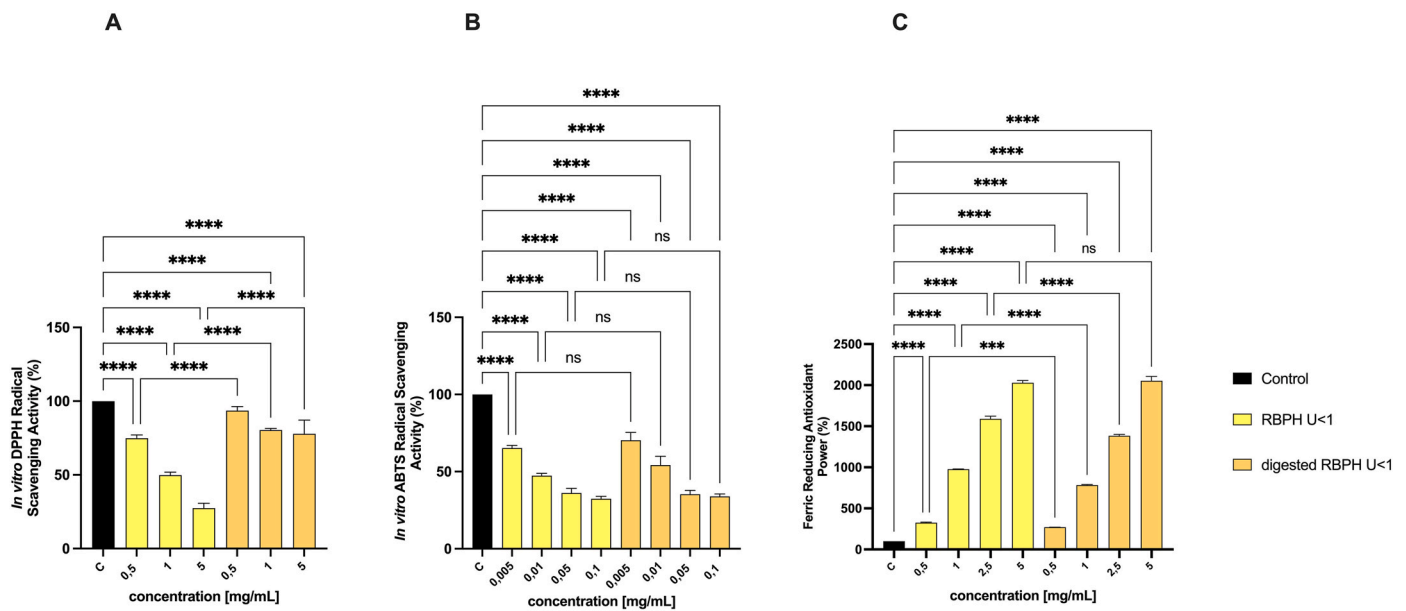 A
B
C
****
****
****
****
****
****
****
****
****
150
100
50
0
In vitro DPPH Radical
Scavenging Activity (%)
C
0,5
1
5
0,5
1
5
concentration [mg/mL]
****
****
****
****
ns
****
ns
****
ns
****
ns
****
150
100
50
0
In vitro ABTS Radical Scavenging
Activity (%)
C
0,005
0,01
0,05
0,1
0,005
0,01
0,05
0,1
concentration [mg/mL]
****
****
****
****
ns
****
****
****
****
****
****
***
2500
2000
1500
1000
500
0
Ferric Reducing Antioxidant
Power (%)
C
0,5
1
2,5
5
0,5
1
2,5
5
concentration [mg/mL]
Control
RBPH U<1
digested RBPH U<1